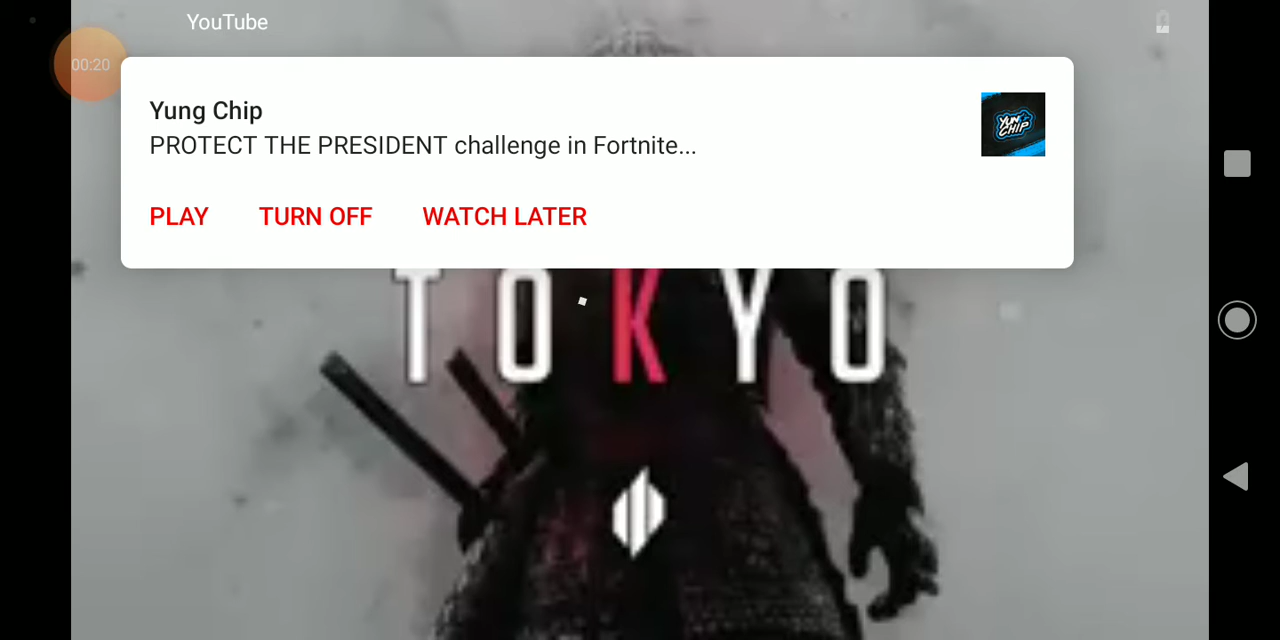 YouTube
00:20
Yung Chip
PROTECT THE PRESIDENT challenge in Fortnite...
YUNG CHIP
PLAY TURN OFF WATCH LATER
TOKYO